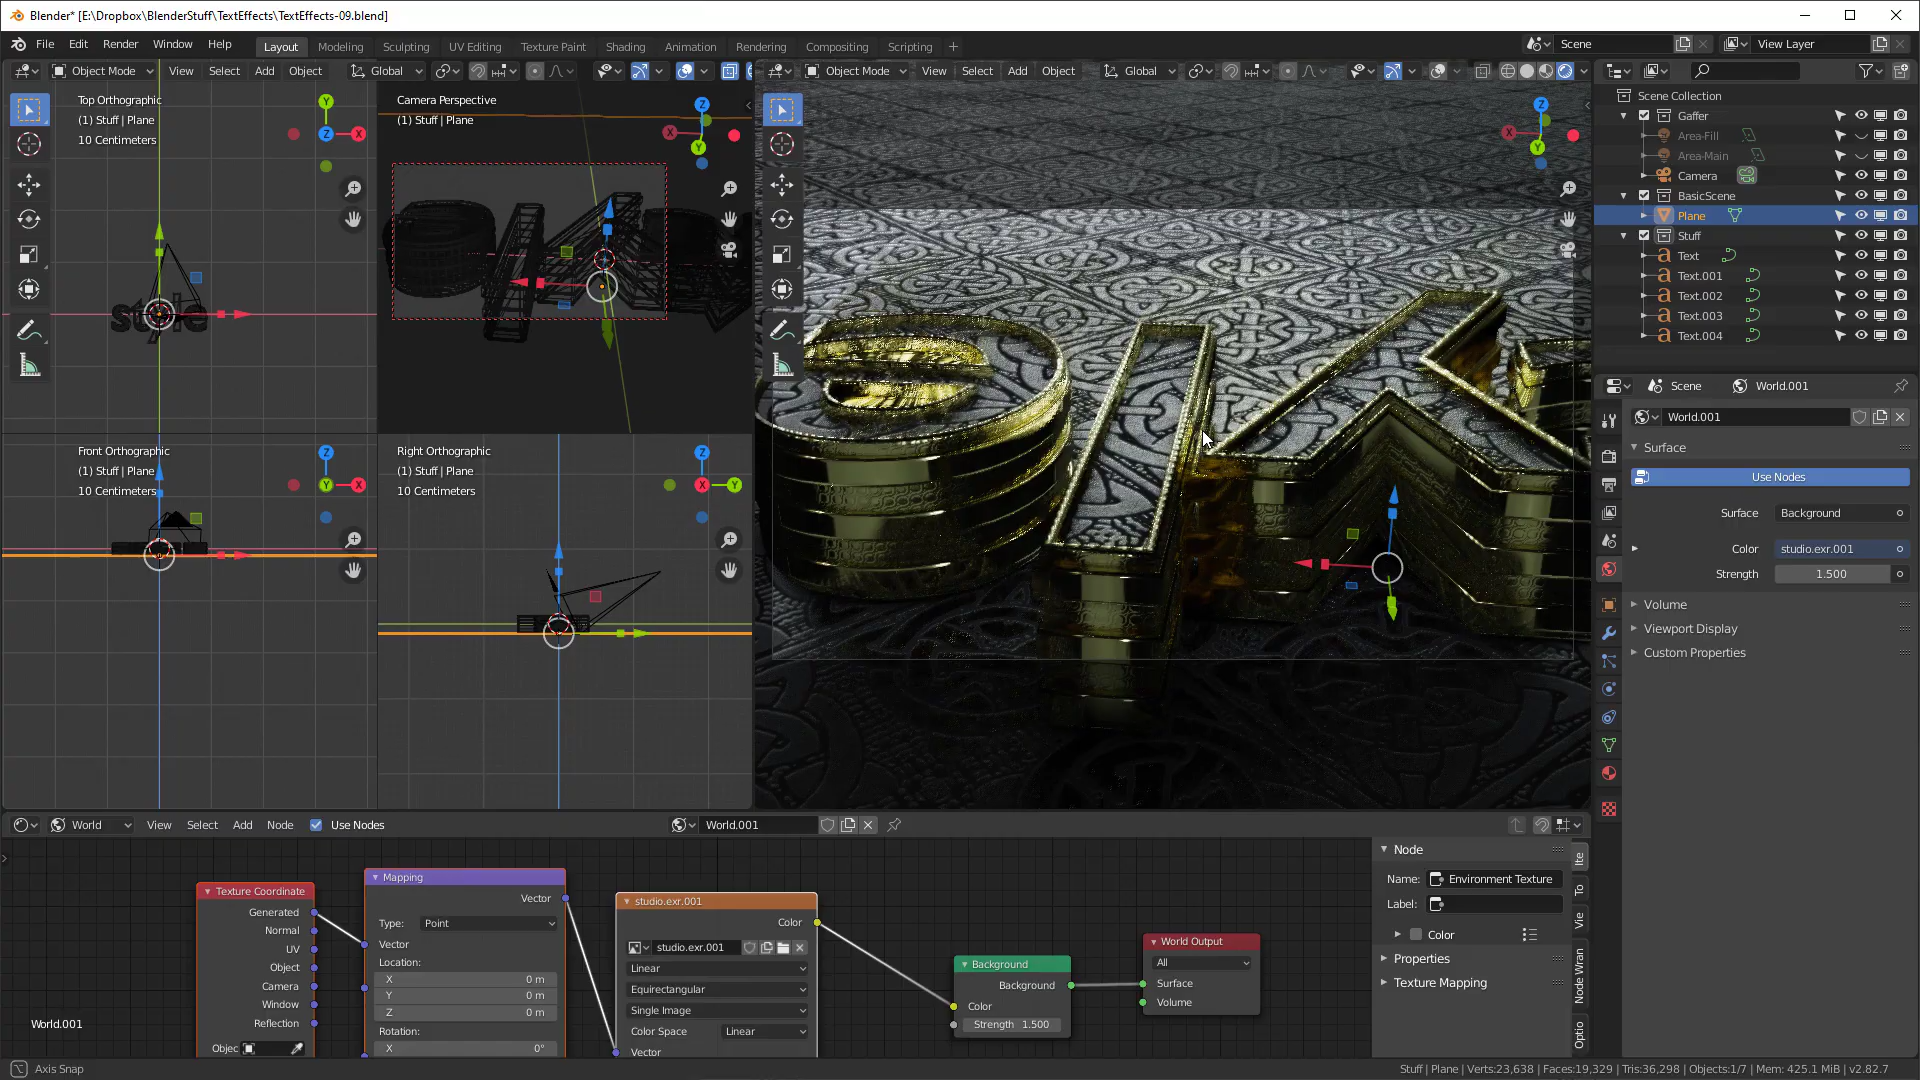 Blender* [E:\Dropbox\BlenderStuff\TextEffects\TextEffects-09.blend]
File Edit Render Window Help Layout Modeling Sculpting UV Editing Texture Paint Shading Animation Rendering Compositing Scripting + Scene View Layer
Object Mode View Select Add Object Global Object Mode View Select Add Object Global
Top Orthographic
(1) Stuff | Plane
10 Centimeters
Y
Z
X
Camera Perspective
(1) Stuff | Plane
Z
X
Y
Z
X
Y
style
Front Orthographic
(1) Stuff | Plane
10 Centimeters
Z
Y
X
Right Orthographic
(1) Stuff | Plane
10 Centimeters
Z
X
Y
Scene Collection
Gaffer
Area-Fill
Area-Main
Camera
BasicScene
Plane
Stuff
Text
Text.001
Text.002
Text.003
Text.004
Scene World.001
World.001
Surface
Use Nodes
Surface Background
Color studio.exr.001
Strength 1.500
Volume
Viewport Display
Custom Properties
World View Select Add Node Use Nodes World.001
Texture Coordinate
Generated
Normal
UV
Object
Camera
Window
Reflection
Objec
Mapping
Vector
Type: Point
Vector
Location:
X 0 m
Y 0 m
Z 0 m
Rotation:
X 0°
studio.exr.001
Color
studio.exr.001
Linear
Equirectangular
Single Image
Color Space Linear
Vector
Background
Background
Color
Strength 1.500
World Output
All
Surface
Volume
Node
Name: Environment Texture
Label:
Color
Properties
Texture Mapping
Ite
To
Vie
Node Wran
Optio
World.001
Axis Snap
Stuff | Plane | Verts:23,638 | Faces:19,329 | Tris:36,298 | Objects:1/7 | Mem: 425.1 MiB | v2.82.7